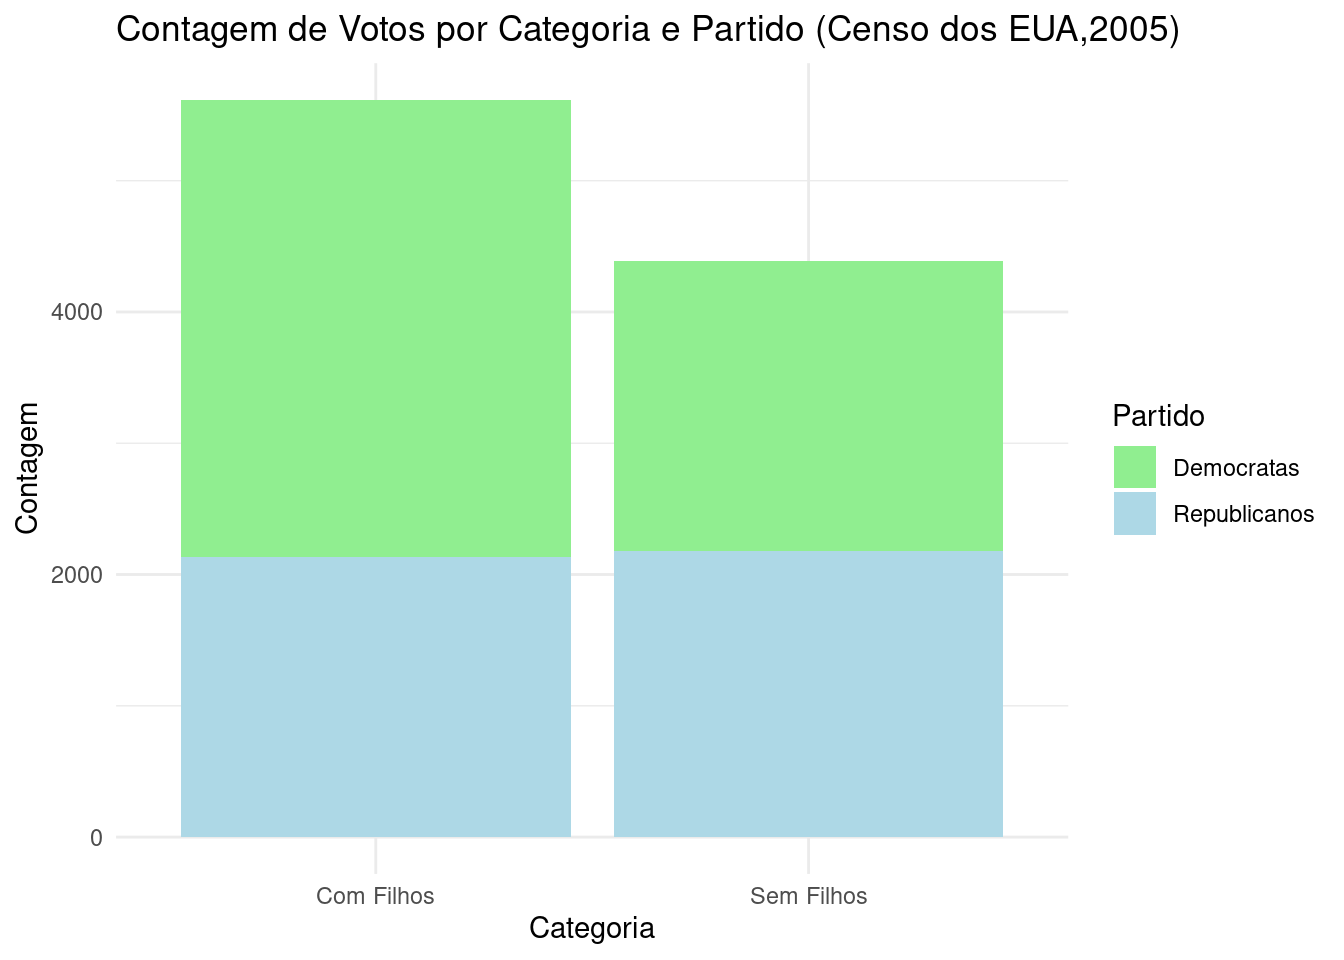 Contagem de Votos por Categoria e Partido (Censo dos EUA,2005)
4000
2000
0
Contagem
Com Filhos
Sem Filhos
Categoria
Partido
Democratas
Republicanos